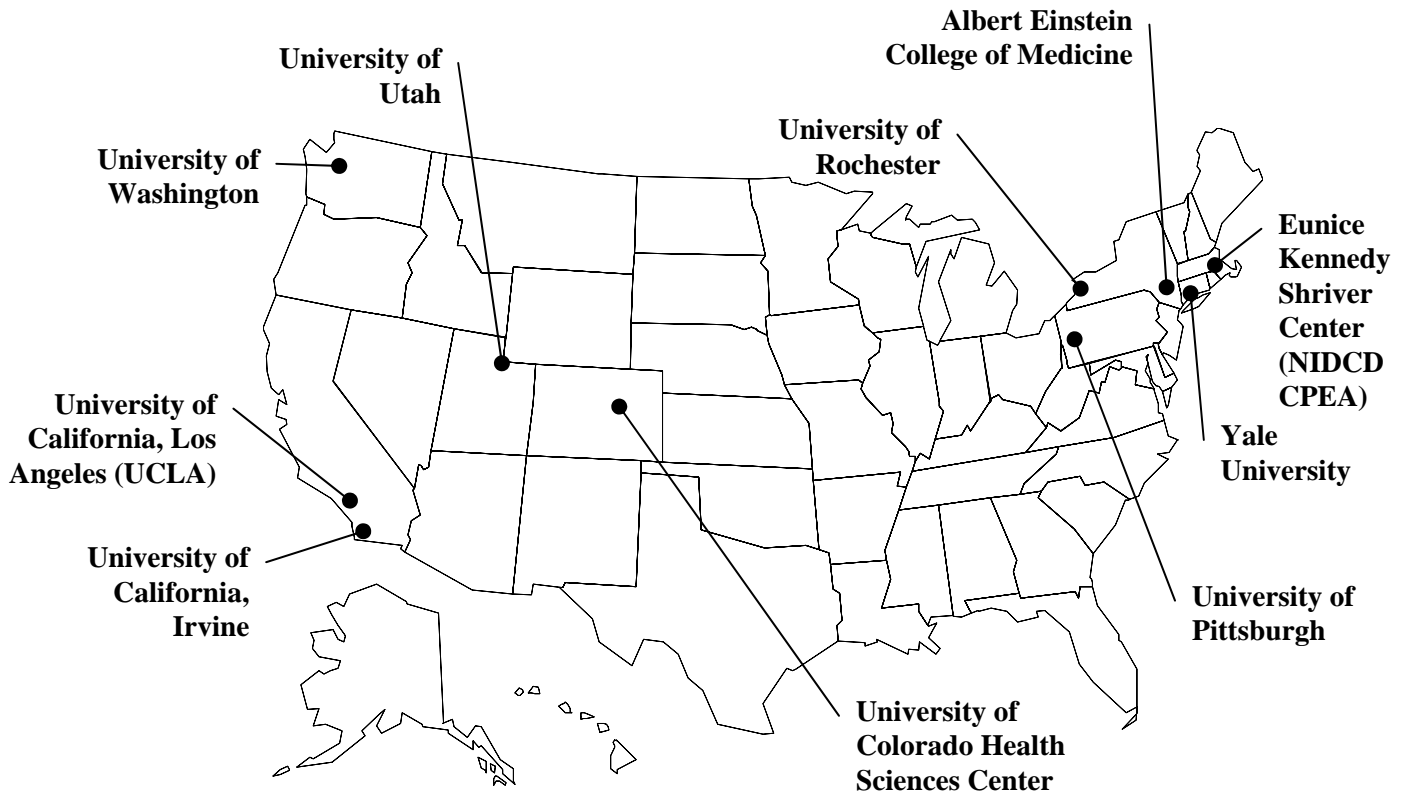 Albert Einstein
College of Medicine
University of
Utah
University of
Rochester
University of
Washington
Eunice
Kennedy
Shriver
Center
(NIDCD
CPEA)
University of
California, Los
Angeles (UCLA)
Yale
University
University of
California,
Irvine
University of
Pittsburgh
University of
Colorado Health
Sciences Center